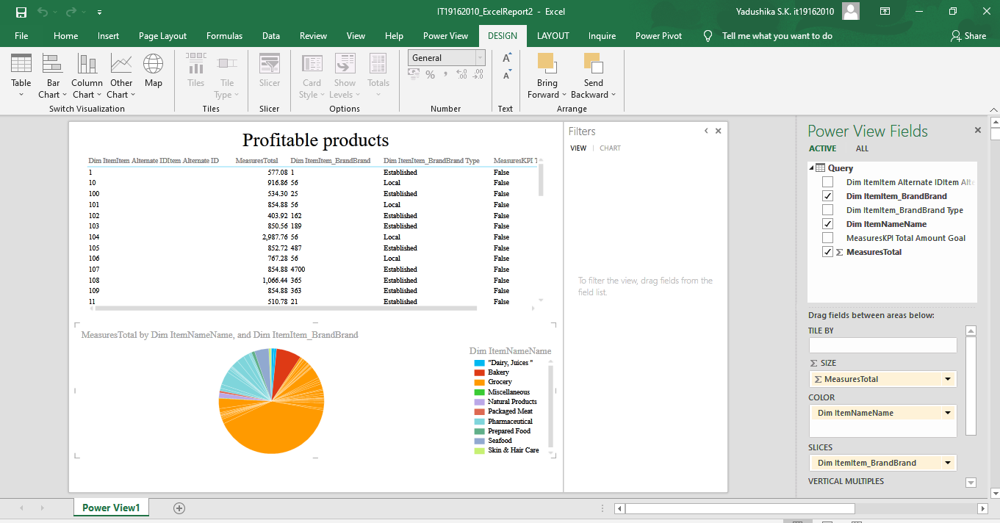 IT19162010_ExcelReport2 - Excel
Yadushika S.K. it19162010
File Home Insert Page Layout Formulas Data Review View Help Power View DESIGN LAYOUT Inquire Power Pivot Tell me what you want to do Share
Table Bar Chart Column Chart Other Chart Map
Switch Visualization
Tiles Tile Type
Tiles
Slicer
Slicer
Card Style Show Levels Totals
Options
General
% , .00 .00
Number
A A
Text
Bring Forward Send Backward
Arrange
Profitable products
Dim ItemItem Alternate IDItem Alternate ID MeasuresTotal Dim ItemItem_BrandBrand Dim ItemItem_BrandBrand Type MeasuresKPI T
1 577.08 1 Established False
10 916.86 56 Local False
100 534.30 25 Established False
101 854.88 56 Local False
102 403.92 162 Established False
103 850.56 189 Established False
104 2,987.76 56 Local False
105 852.72 487 Established False
106 767.28 56 Local False
107 854.88 4700 Established False
108 1,066.44 365 Established False
109 854.88 363 Established False
11 510.78 21 Established False
MeasuresTotal by Dim ItemNameName, and Dim ItemItem_BrandBrand
Dim ItemNameName
"Dairy, Juices "
Bakery
Grocery
Miscellaneous
Natural Products
Packaged Meat
Pharmaceutical
Prepared Food
Seafood
Skin & Hair Care
Filters
VIEW | CHART
To filter the view, drag fields from the
field list.
Power View Fields
ACTIVE ALL
Query
Dim ItemItem Alternate IDItem Alte
Dim ItemItem_BrandBrand
Dim ItemItem_BrandBrand Type
Dim ItemNameName
MeasuresKPI Total Amount Goal
Σ MeasuresTotal
Drag fields between areas below:
TILE BY
Σ SIZE
Σ MeasuresTotal
COLOR
Dim ItemNameName
SLICES
Dim ItemItem_BrandBrand
VERTICAL MULTIPLES
Power View1